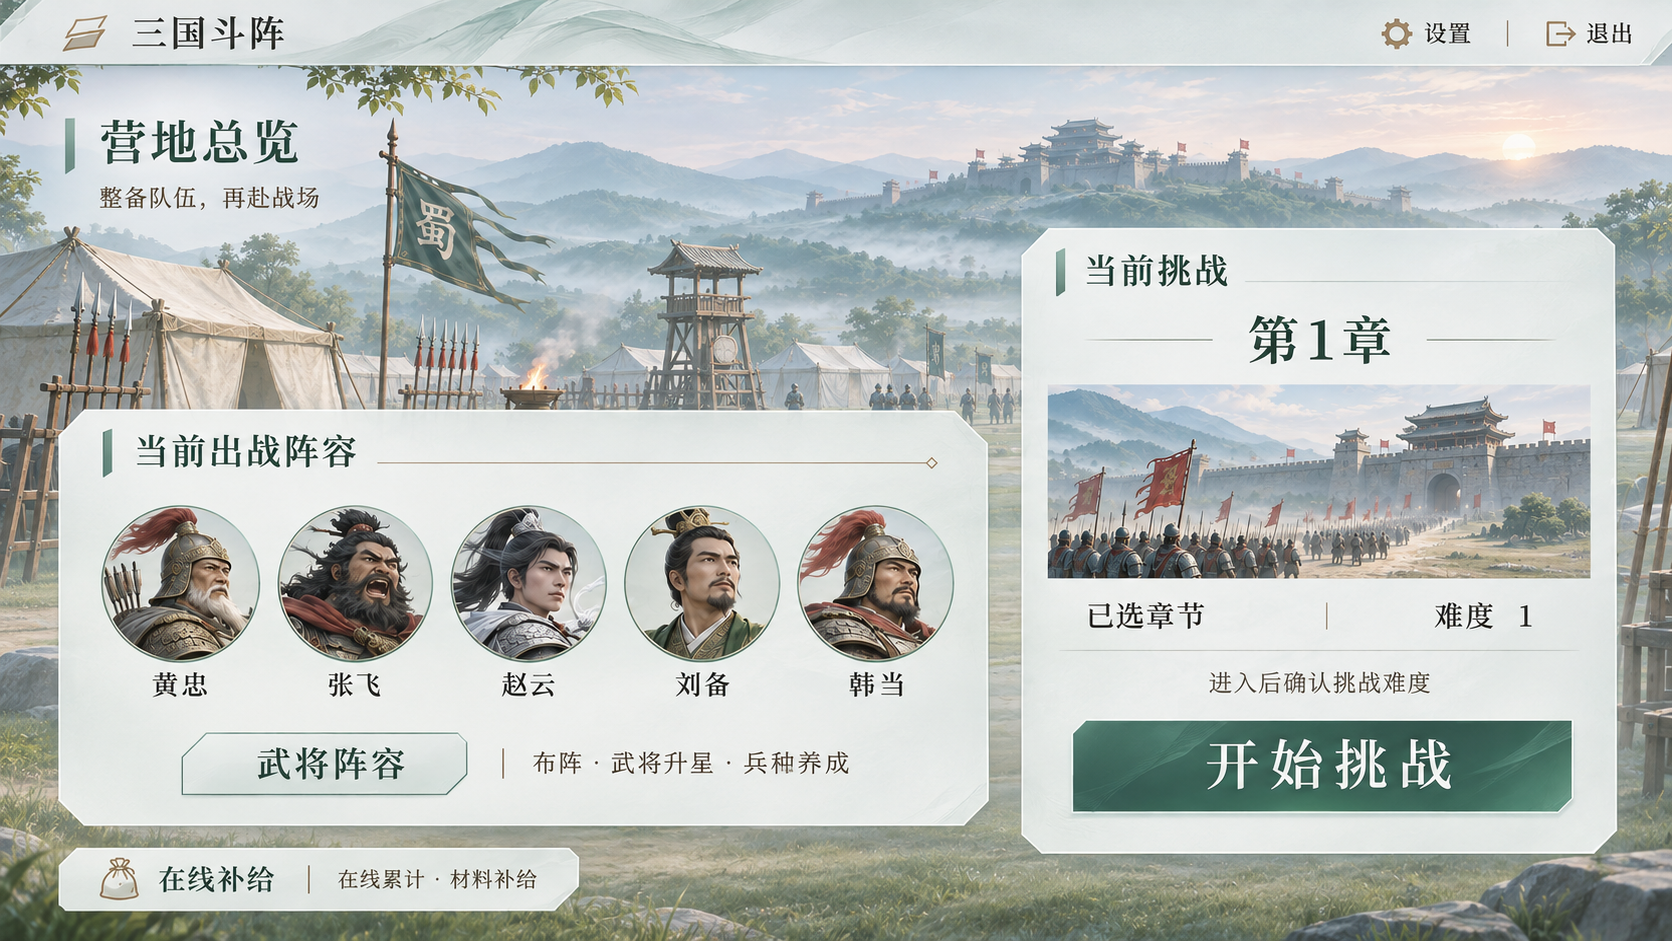 三国斗阵
设置
退出
营地总览
整备队伍，再赴战场
蜀
当前出战阵容
黄忠
张飞
赵云
刘备
韩当
武将阵容
布阵 · 武将升星 · 兵种养成
在线补给
在线累计 · 材料补给
当前挑战
第1章
已选章节
难度 1
进入后确认挑战难度
开始挑战